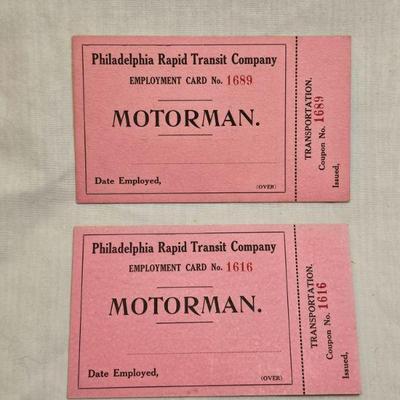 Philadelphia Rapid Transit Company
EMPLOYMENT CARD No. 1689
MOTORMAN.
Date Employed,
(OVER)
TRANSPORTATION.
Coupon No. 1689
Issued,
Philadelphia Rapid Transit Company
EMPLOYMENT CARD No. 1616
MOTORMAN.
Date Employed,
(OVER)
TRANSPORTATION.
Coupon No. 1616
Issued,